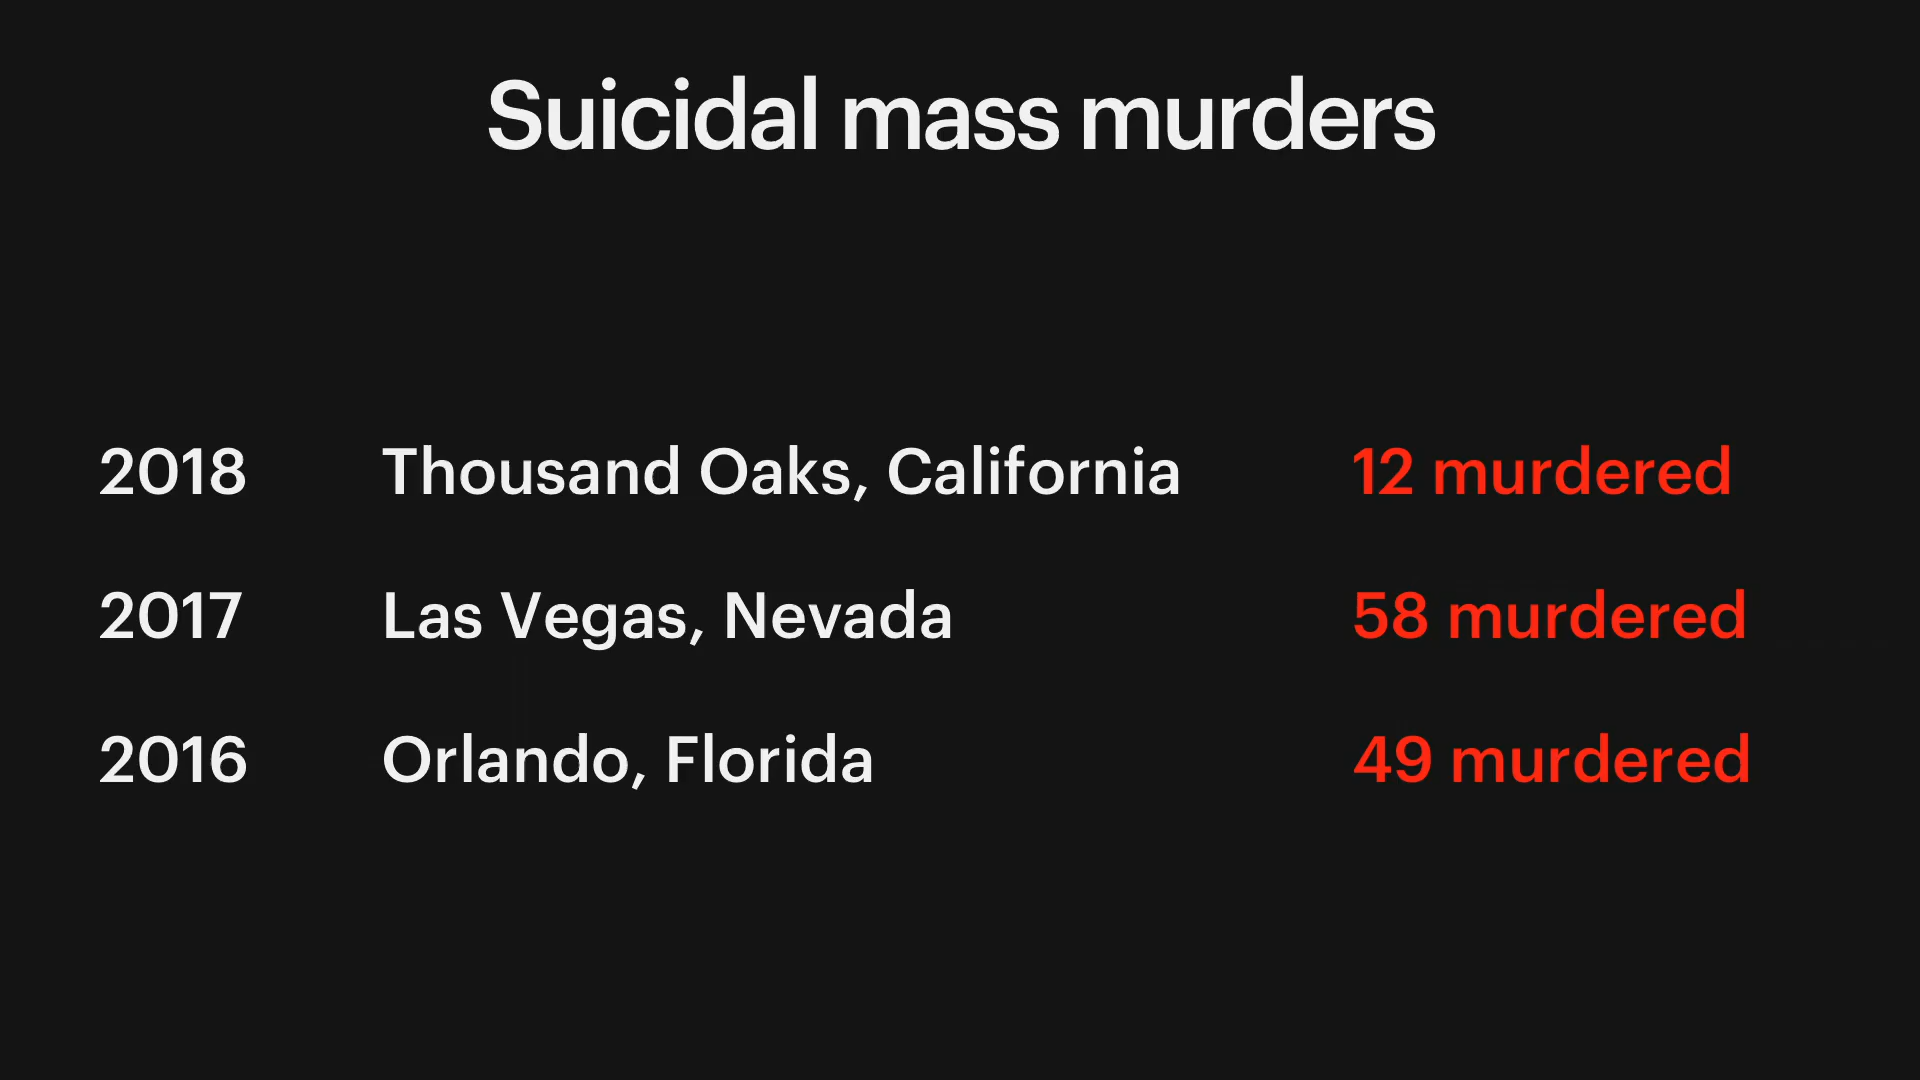 Suicidal mass murders
2018 Thousand Oaks, California 12 murdered
2017 Las Vegas, Nevada 58 murdered
2016 Orlando, Florida 49 murdered